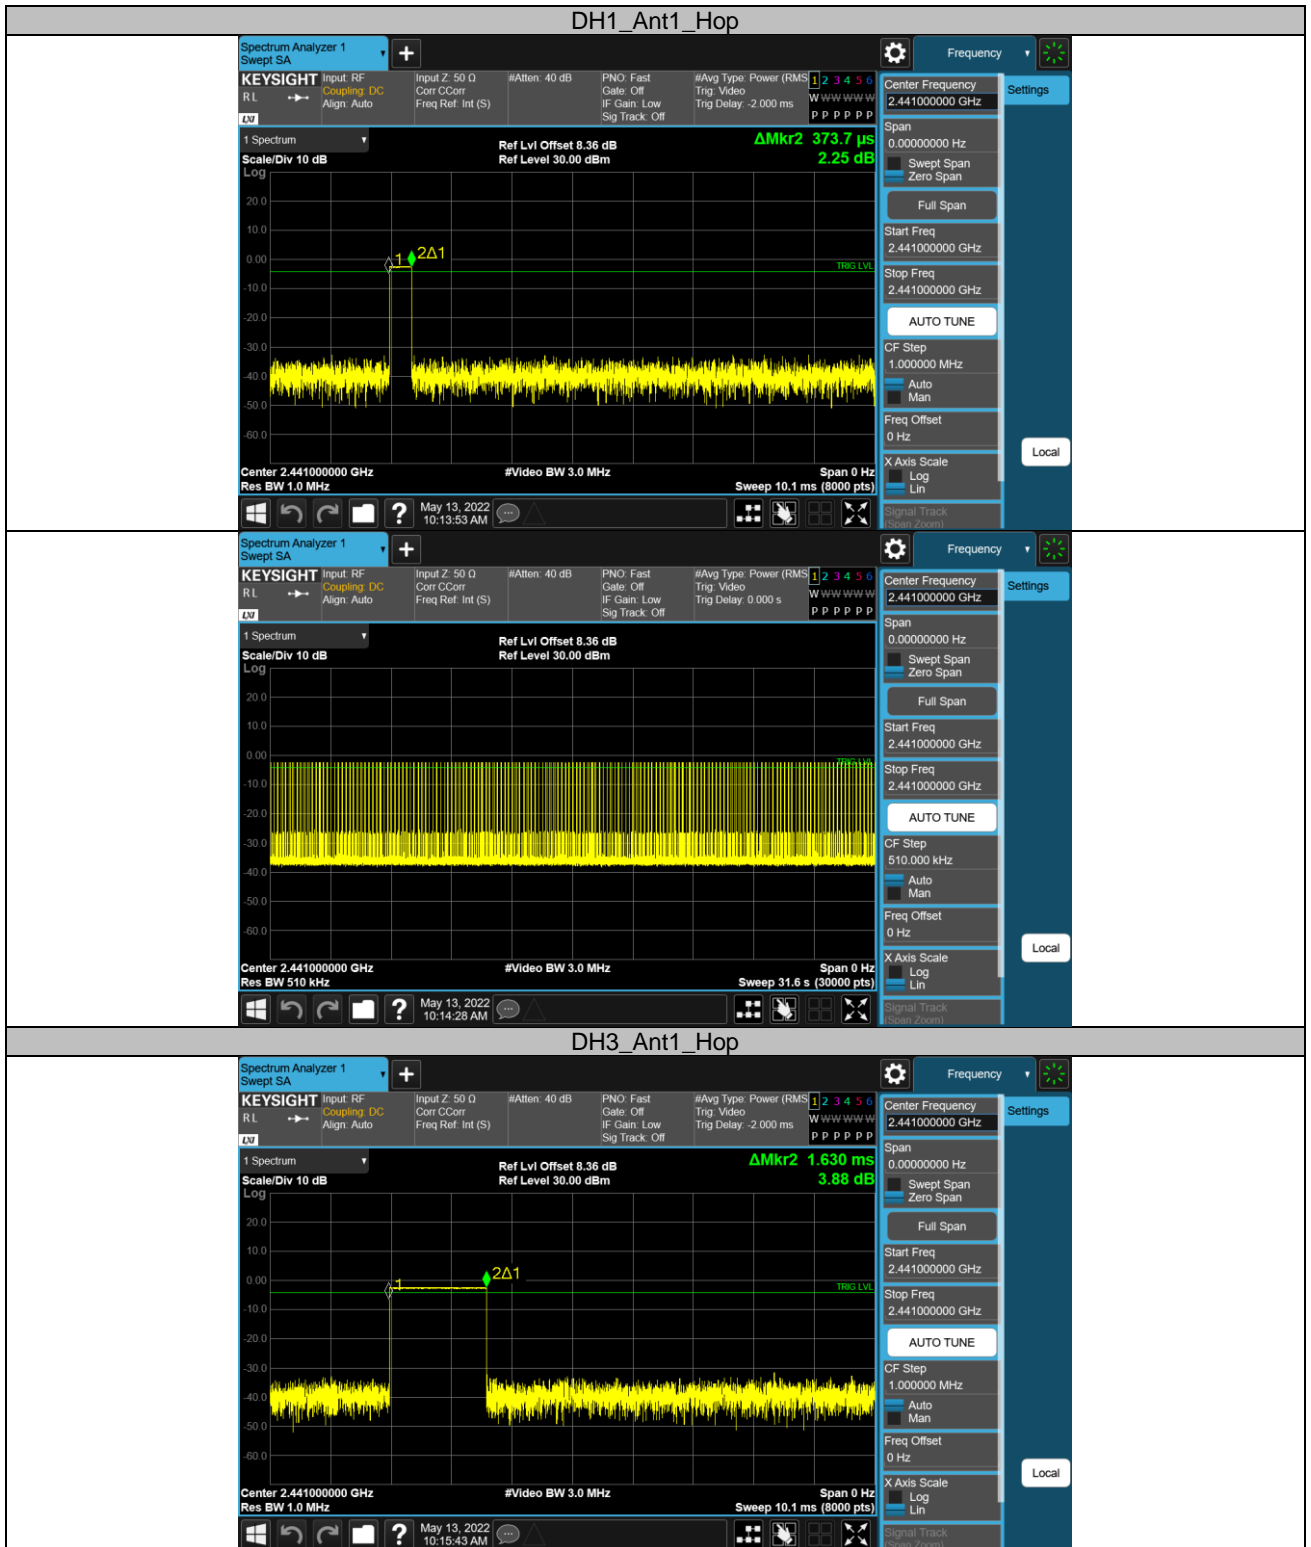 DH1_Ant1_Hop
Spectrum Analyzer 1
Swept SA
Frequency
KEYSIGHT
RL
LXI
Input: RF
Coupling: DC
Align: Auto
Input Z: 50 Ω
Corr CCorr
Freq Ref: Int (S)
#Atten: 40 dB
PNO: Fast
Gate: Off
IF Gain: Low
Sig Track: Off
#Avg Type: Power (RMS
Trig: Video
Trig Delay: -2.000 ms
1 2 3 4 5 6
W W W W W W
P P P P P P
Center Frequency
2.441000000 GHz
Settings
Span
0.00000000 Hz
Swept Span
Zero Span
Full Span
Start Freq
2.441000000 GHz
Stop Freq
2.441000000 GHz
AUTO TUNE
CF Step
1.000000 MHz
Auto
Man
Freq Offset
0 Hz
X Axis Scale
Log
Lin
Signal Track
(Span Zoom)
Local
1 Spectrum
Scale/Div 10 dB
Log
Ref Lvl Offset 8.36 dB
Ref Level 30.00 dBm
ΔMkr2 373.7 µs
2.25 dB
20.0
10.0
0.00
-10.0
-20.0
-30.0
-40.0
-50.0
-60.0
1
2Δ1
TRIG LVL
Center 2.441000000 GHz
Res BW 1.0 MHz
#Video BW 3.0 MHz
Span 0 Hz
Sweep 10.1 ms (8000 pts)
?
May 13, 2022
10:13:53 AM
Spectrum Analyzer 1
Swept SA
Frequency
KEYSIGHT
RL
LXI
Input: RF
Coupling: DC
Align: Auto
Input Z: 50 Ω
Corr CCorr
Freq Ref: Int (S)
#Atten: 40 dB
PNO: Fast
Gate: Off
IF Gain: Low
Sig Track: Off
#Avg Type: Power (RMS
Trig: Video
Trig Delay: 0.000 s
1 2 3 4 5 6
W W W W W W
P P P P P P
Center Frequency
2.441000000 GHz
Settings
Span
0.00000000 Hz
Swept Span
Zero Span
Full Span
Start Freq
2.441000000 GHz
Stop Freq
2.441000000 GHz
AUTO TUNE
CF Step
510.000 kHz
Auto
Man
Freq Offset
0 Hz
X Axis Scale
Log
Lin
Signal Track
(Span Zoom)
Local
1 Spectrum
Scale/Div 10 dB
Log
Ref Lvl Offset 8.36 dB
Ref Level 30.00 dBm
20.0
10.0
0.00
-10.0
-20.0
-30.0
-40.0
-50.0
-60.0
TRIG LVL
Center 2.441000000 GHz
Res BW 510 kHz
#Video BW 3.0 MHz
Span 0 Hz
Sweep 31.6 s (30000 pts)
?
May 13, 2022
10:14:28 AM
DH3_Ant1_Hop
Spectrum Analyzer 1
Swept SA
Frequency
KEYSIGHT
RL
LXI
Input: RF
Coupling: DC
Align: Auto
Input Z: 50 Ω
Corr CCorr
Freq Ref: Int (S)
#Atten: 40 dB
PNO: Fast
Gate: Off
IF Gain: Low
Sig Track: Off
#Avg Type: Power (RMS
Trig: Video
Trig Delay: -2.000 ms
1 2 3 4 5 6
W W W W W W
P P P P P P
Center Frequency
2.441000000 GHz
Settings
Span
0.00000000 Hz
Swept Span
Zero Span
Full Span
Start Freq
2.441000000 GHz
Stop Freq
2.441000000 GHz
AUTO TUNE
CF Step
1.000000 MHz
Auto
Man
Freq Offset
0 Hz
X Axis Scale
Log
Lin
Signal Track
(Span Zoom)
Local
1 Spectrum
Scale/Div 10 dB
Log
Ref Lvl Offset 8.36 dB
Ref Level 30.00 dBm
ΔMkr2 1.630 ms
3.88 dB
20.0
10.0
0.00
-10.0
-20.0
-30.0
-40.0
-50.0
-60.0
1
2Δ1
TRIG LVL
Center 2.441000000 GHz
Res BW 1.0 MHz
#Video BW 3.0 MHz
Span 0 Hz
Sweep 10.1 ms (8000 pts)
?
May 13, 2022
10:15:43 AM